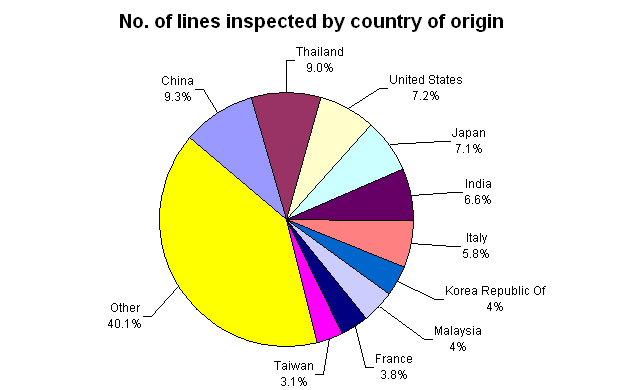 No. of lines inspected by country of origin
Thailand
9.0%
United States
7.2%
Japan
7.1%
India
6.6%
Italy
5.8%
Korea Republic Of
4%
Malaysia
4%
France
3.8%
Taiwan
3.1%
Other
40.1%
China
9.3%